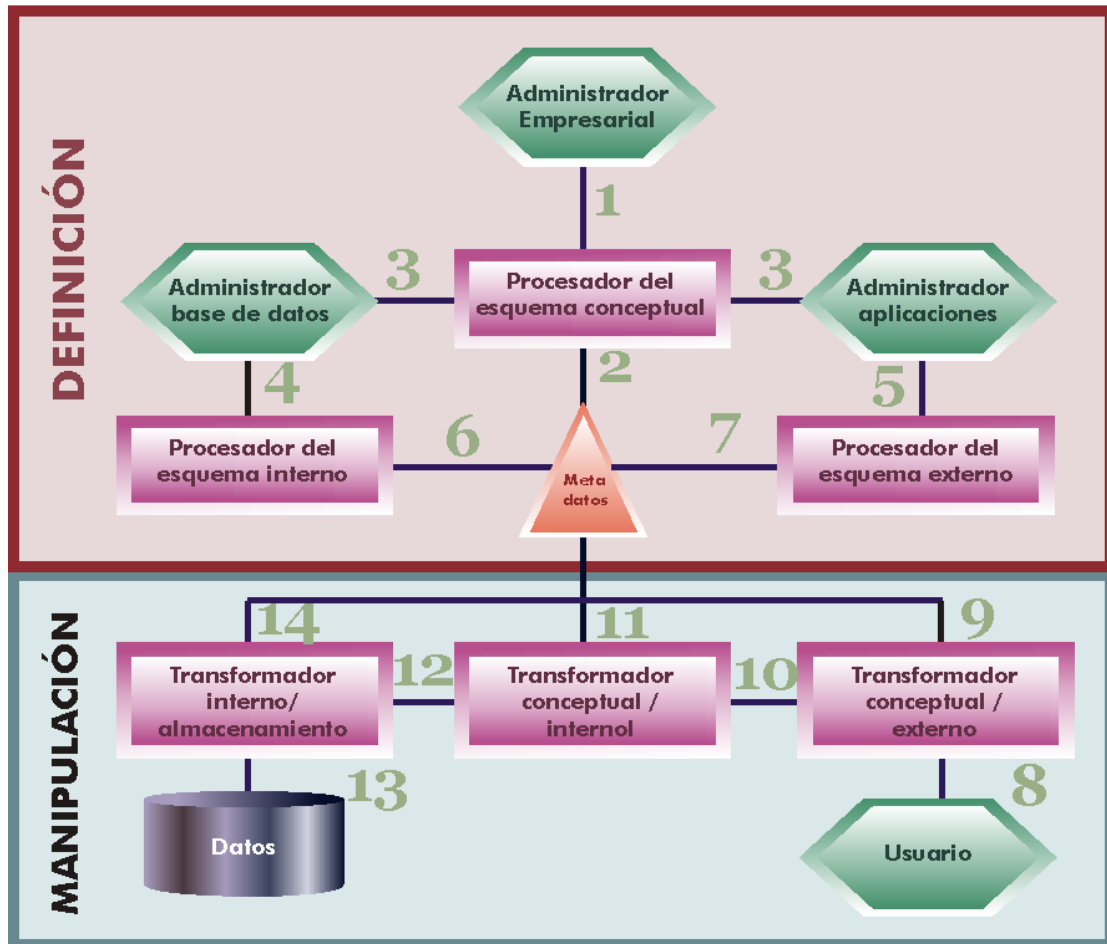 DEFINICIÓN
Administrador
Empresarial
1
Administrador
base de datos
3
Procesador del
esquema conceptual
3
Administrador
aplicaciones
4
2
5
Procesador del
esquema interno
6
Meta
datos
7
Procesador del
esquema externo
MANIPULACIÓN
14
11
9
Transformador
interno/
almacenamiento
12
Transformador
conceptual /
internol
10
Transformador
conceptual /
externo
13
8
Datos
Usuario